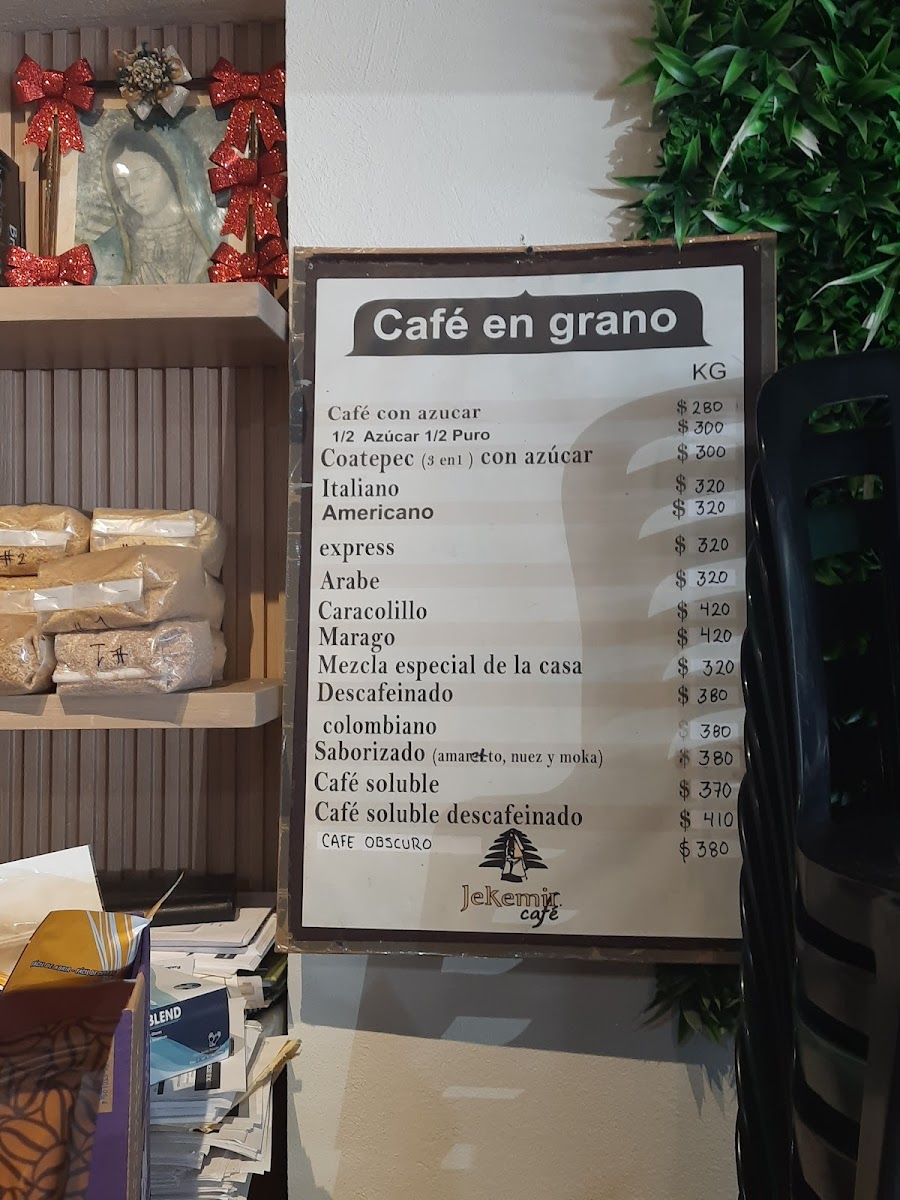 Café en grano
KG
Café con azucar $ 280
1/2 Azúcar 1/2 Puro $ 300
Coatepec (3 en1) con azúcar $ 300
Italiano $ 320
Americano $ 320
express $ 320
Arabe $ 320
Caracolillo $ 420
Marago $ 420
Mezcla especial de la casa $ 320
Descafeinado $ 380
colombiano $ 380
Saborizado (amaretto, nuez y moka) $ 380
Café soluble $ 370
Café soluble descafeinado $ 410
CAFE OBSCURO $ 380
Jekemir.
café
#2
#1
BLEND